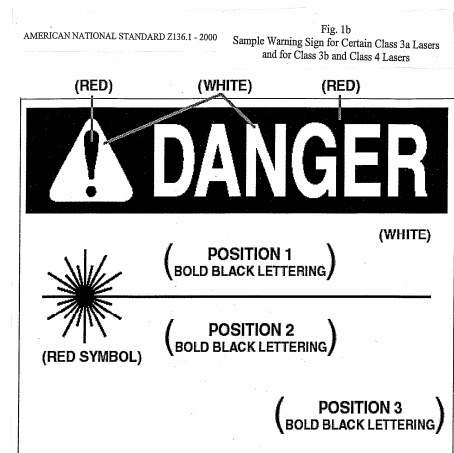 AMERICAN NATIONAL STANDARD Z136.1 - 2000
Fig. 1b
Sample Warning Sign for Certain Class 3a Lasers
and for Class 3b and Class 4 Lasers
(RED) (WHITE) (RED)
! DANGER
(WHITE)
(POSITION 1
BOLD BLACK LETTERING)
(RED SYMBOL)
(POSITION 2
BOLD BLACK LETTERING)
(POSITION 3
BOLD BLACK LETTERING)